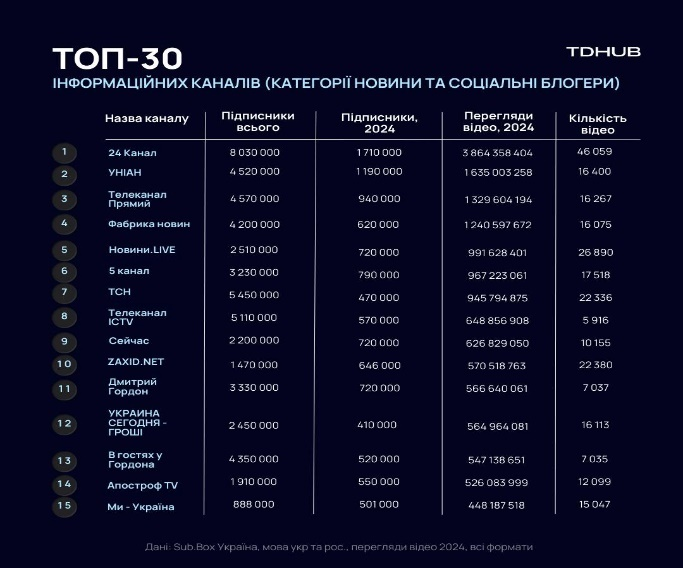 ТОП-30
TDHUB
ІНФОРМАЦІЙНИХ КАНАЛІВ (КАТЕГОРІЇ НОВИНИ ТА СОЦІАЛЬНІ БЛОГЕРИ)
Назва каналу Підписники всього Підписники, 2024 Перегляди відео, 2024 Кількість відео
1 24 Канал 8 030 000 1 710 000 3 864 358 404 46 059
2 УНІАН 4 520 000 1 190 000 1 635 003 258 16 400
3 Телеканал Прямий 4 570 000 940 000 1 329 604 194 16 267
4 Фабрика новин 4 200 000 620 000 1 240 597 672 16 075
5 Новини.LIVE 2 510 000 720 000 991 628 401 26 890
6 5 канал 3 230 000 790 000 967 223 061 17 518
7 ТСН 5 450 000 470 000 945 794 875 22 336
8 Телеканал ICTV 5 110 000 570 000 648 856 908 5 916
9 Сейчас 2 200 000 720 000 626 829 050 10 155
10 ZAXID.NET 1 470 000 646 000 570 518 763 22 380
11 Дмитрий Гордон 3 330 000 720 000 566 640 061 7 037
12 УКРАИНА СЕГОДНЯ - ГРОШІ 2 450 000 410 000 564 964 081 16 113
13 В гостях у Гордона 4 350 000 520 000 547 138 651 7 035
14 Апостроф TV 1 910 000 550 000 526 083 999 12 099
15 Ми - Україна 888 000 501 000 448 187 518 15 047
Дані: Sub.Box Україна, мова укр та рос., перегляди відео 2024, всі формати